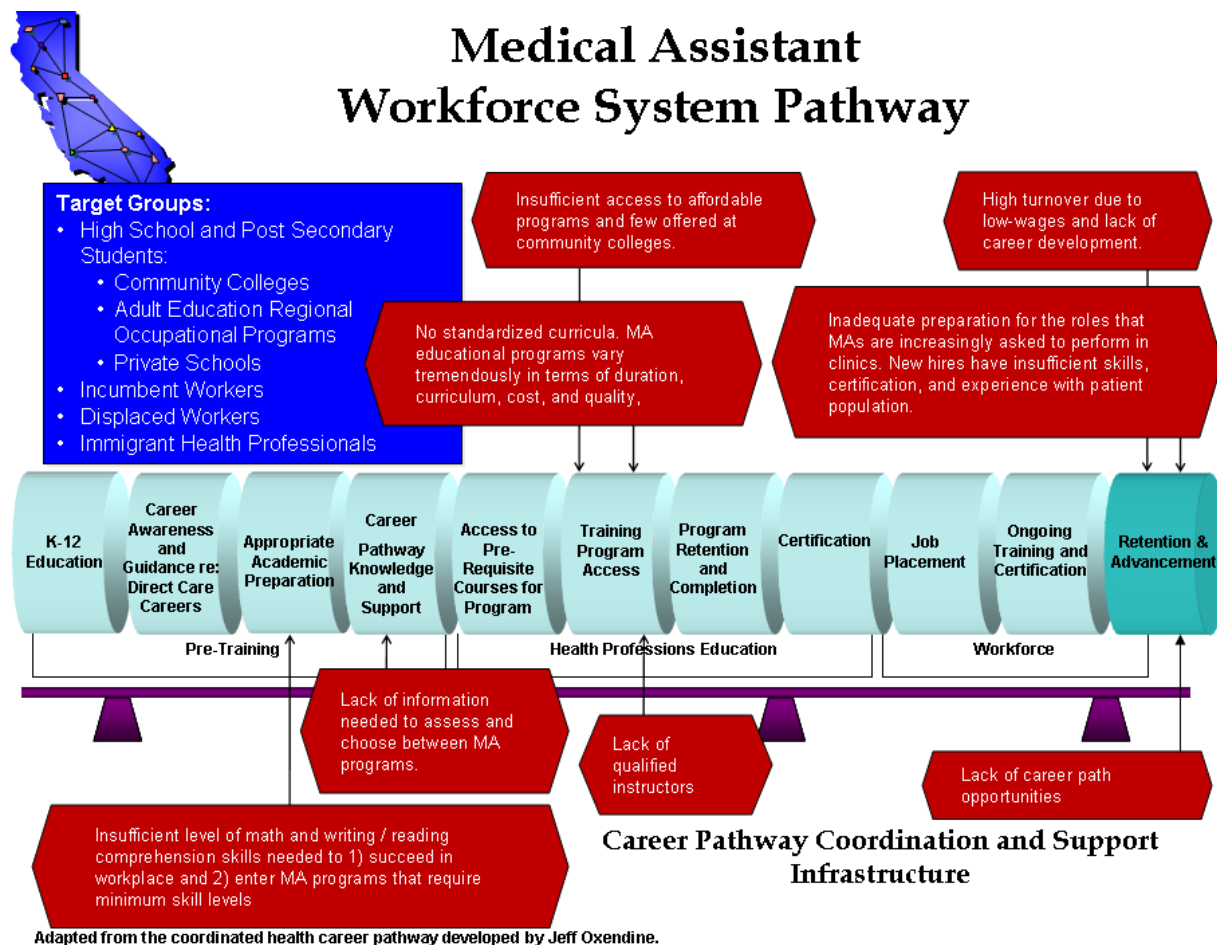 Medical Assistant
Workforce System Pathway
Target Groups:
• High School and Post Secondary
Students:
• Community Colleges
• Adult Education Regional
Occupational Programs
• Private Schools
• Incumbent Workers
• Displaced Workers
• Immigrant Health Professionals
Insufficient access to affordable
programs and few offered at
community colleges.
High turnover due to
low-wages and lack of
career development.
No standardized curricula. MA
educational programs vary
tremendously in terms of duration,
curriculum, cost, and quality,
Inadequate preparation for the roles that
MAs are increasingly asked to perform in
clinics. New hires have insufficient skills,
certification, and experience with patient
population.
K-12
Education
Career
Awareness
and
Guidance re:
Direct Care
Careers
Appropriate
Academic
Preparation
Career
Pathway
Knowledge
and
Support
Access to
Pre-
Requisite
Courses for
Program
Training
Program
Access
Program
Retention
and
Completion
Certification
Job
Placement
Ongoing
Training and
Certification
Retention &
Advancement
Pre-Training
Health Professions Education
Workforce
Lack of information
needed to assess and
choose between MA
programs.
Lack of
qualified
instructors
Lack of career path
opportunities
Insufficient level of math and writing / reading
comprehension skills needed to 1) succeed in
workplace and 2) enter MA programs that require
minimum skill levels
Career Pathway Coordination and Support
Infrastructure
Adapted from the coordinated health career pathway developed by Jeff Oxendine.